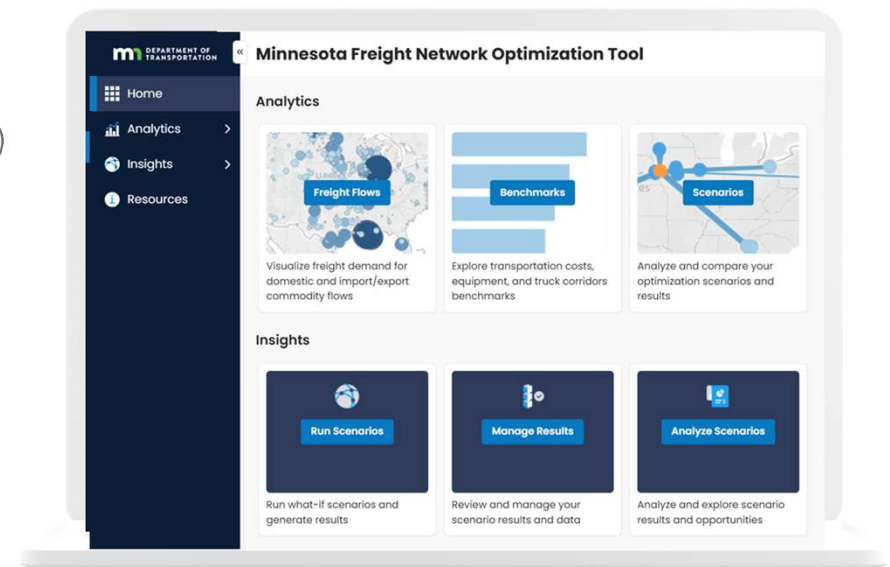 m DEPARTMENT OF
TRANSPORTATION
«
Minnesota Freight Network Optimization Tool
Home
Analytics
Insights
Resources
Analytics
Freight Flows
Visualize freight demand for
domestic and import/export
commodity flows
Benchmarks
Explore transportation costs,
equipment, and truck corridors
benchmarks
Scenarios
Analyze and compare your
optimization scenarios and
results
Insights
Run Scenarios
Run what-if scenarios and
generate results
Manage Results
Review and manage your
scenario results and data
Analyze Scenarios
Analyze and explore scenario
results and opportunities